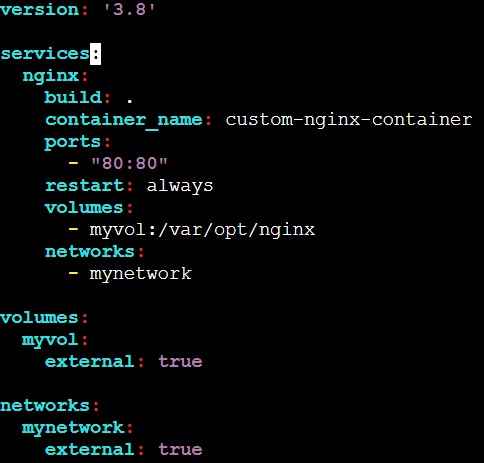 version: '3.8'
services:
nginx:
build: .
container_name: custom-nginx-container
ports:
- "80:80"
restart: always
volumes:
- myvol:/var/opt/nginx
networks:
- mynetwork
volumes:
myvol:
external: true
networks:
mynetwork:
external: true